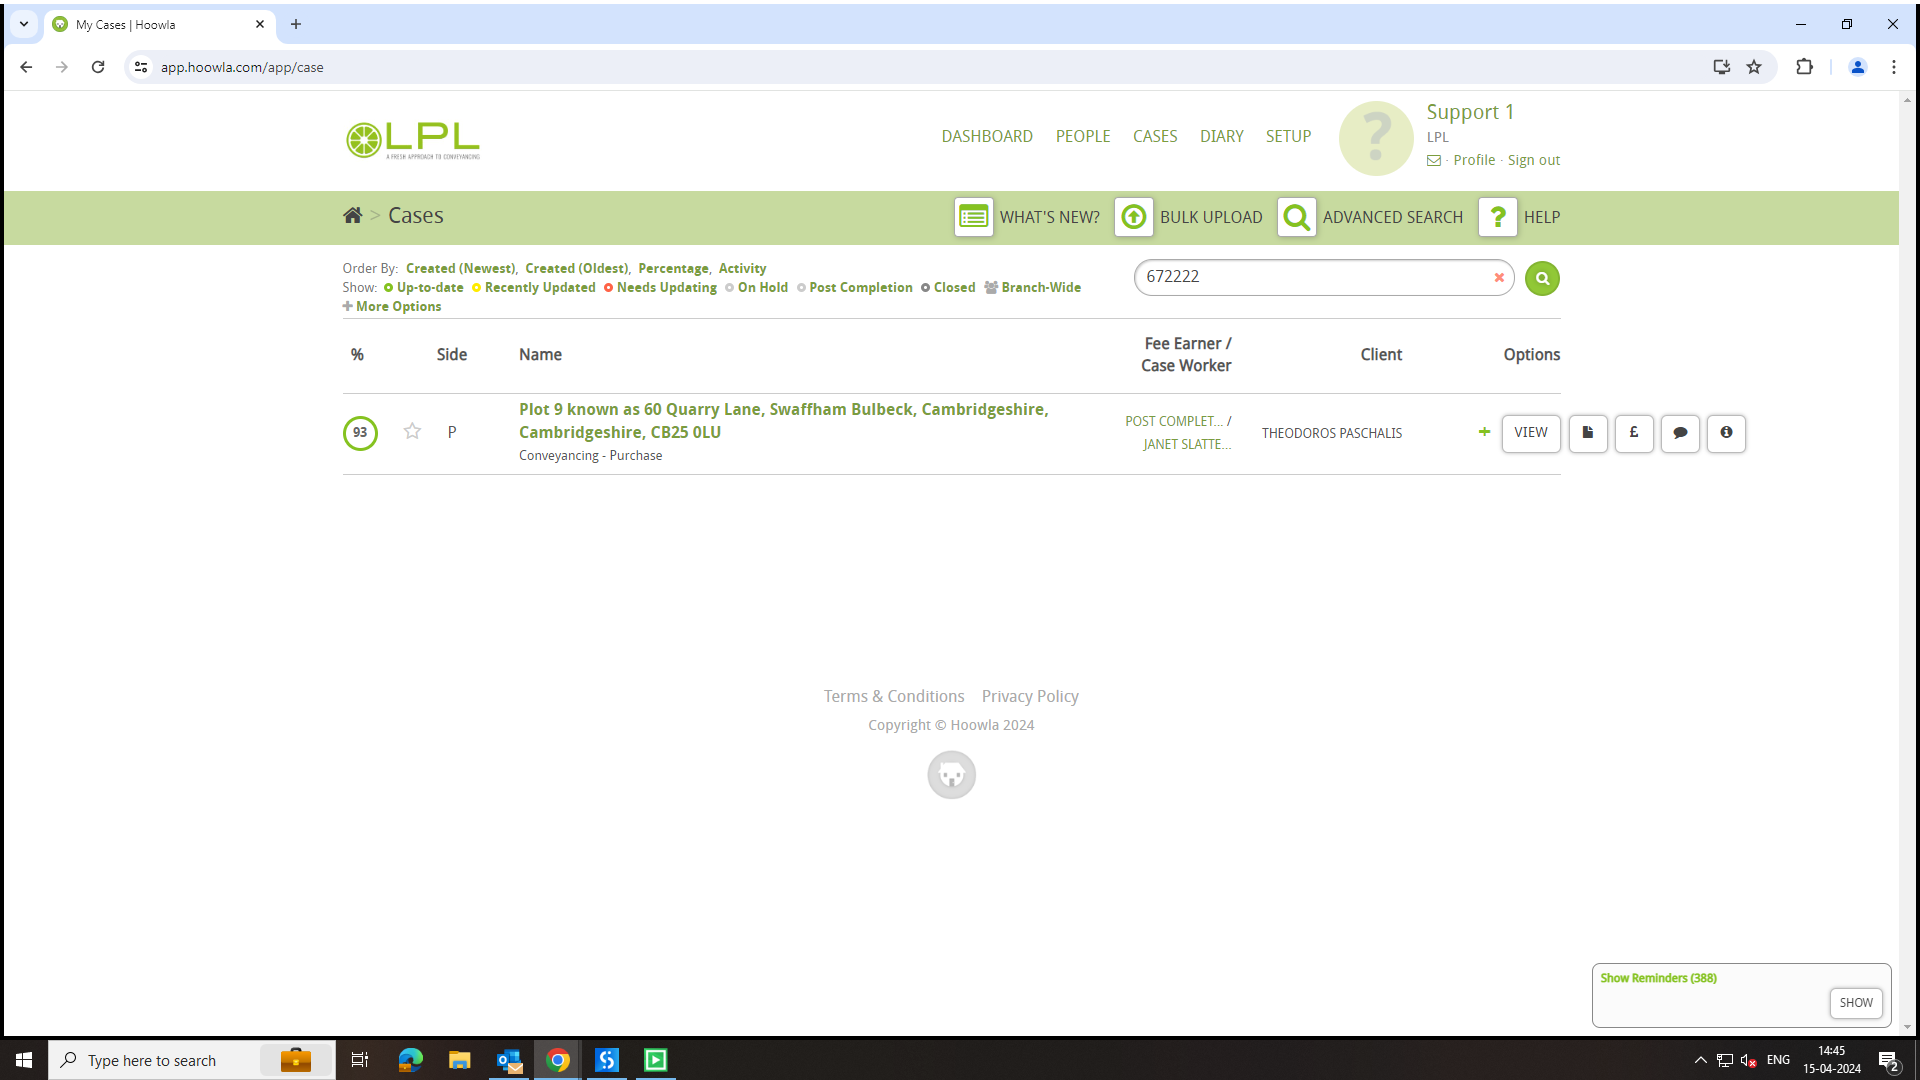 My Cases | Hoowla
app.hoowla.com/app/case
LPL
A FRESH APPROACH TO CONVEYANCING
DASHBOARD PEOPLE CASES DIARY SETUP
?
Support 1
LPL
· Profile · Sign out
> Cases
WHAT'S NEW? BULK UPLOAD ADVANCED SEARCH ? HELP
Order By: Created (Newested), Created (Oldest), Percentage, Activity
Show: Up-to-date Recently Updated Needs Updating On Hold Post Completion Closed Branch-Wide
More Options
672222
% Side Name Fee Earner / Case Worker Client Options
93 P
Plot 9 known as 60 Quarry Lane, Swaffham Bulbeck, Cambridgeshire,
Cambridgeshire, CB25 0LU
Conveyancing - Purchase
POST COMPLET... /
JANET SLATTE...
THEODOROS PASCHALIS
+ VIEW £
Terms & Conditions Privacy Policy
Copyright © Hoowla 2024
Show Reminders (388)
SHOW
Type here to search
ENG
14:45
15-04-2024
2